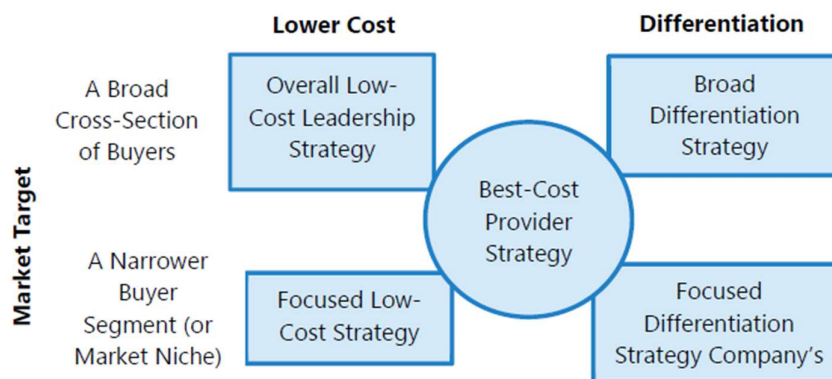 Lower Cost
Differentiation
Market Target
A Broad
Cross-Section
of Buyers
Overall Low-
Cost Leadership
Strategy
Broad
Differentiation
Strategy
Best-Cost
Provider
Strategy
A Narrower
Buyer
Segment (or
Market Niche)
Focused Low-
Cost Strategy
Focused
Differentiation
Strategy Company's